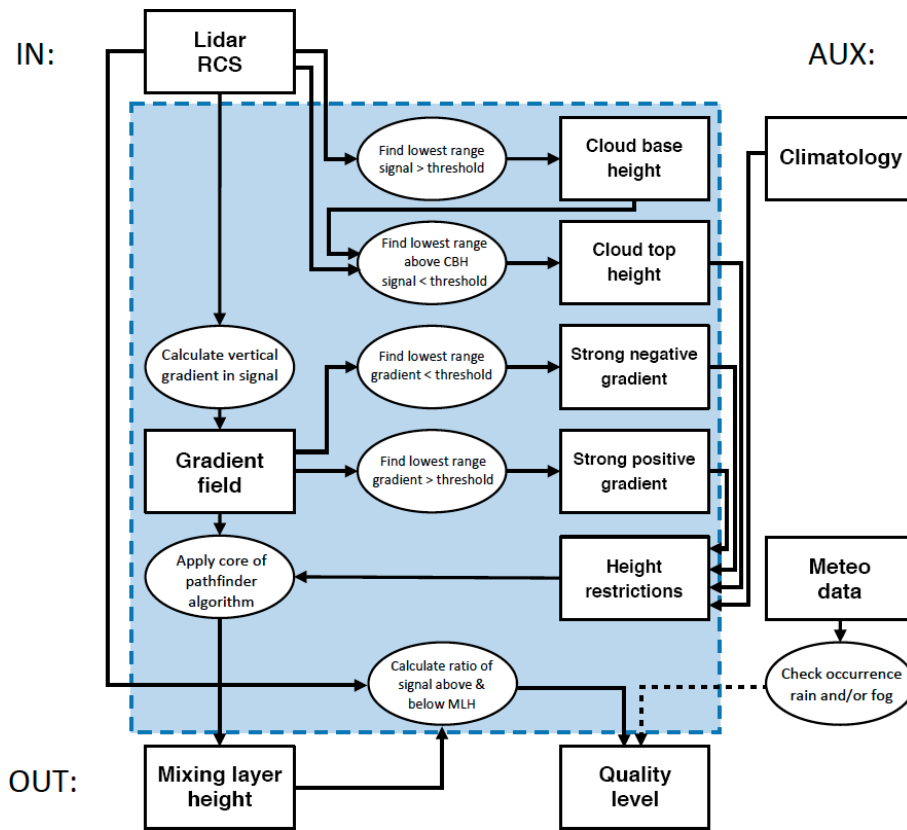 IN:
Lidar
RCS
AUX:
Find lowest range
signal > threshold
Cloud base
height
Climatology
Find lowest range
above CBH
signal < threshold
Cloud top
height
Calculate vertical
gradient in signal
Find lowest range
gradient < threshold
Strong negative
gradient
Gradient
field
Find lowest range
gradient > threshold
Strong positive
gradient
Apply core of
pathfinder
algorithm
Height
restrictions
Meteo
data
Calculate ratio of
signal above &
below MLH
Check occurrence
rain and/or fog
OUT:
Mixing layer
height
Quality
level